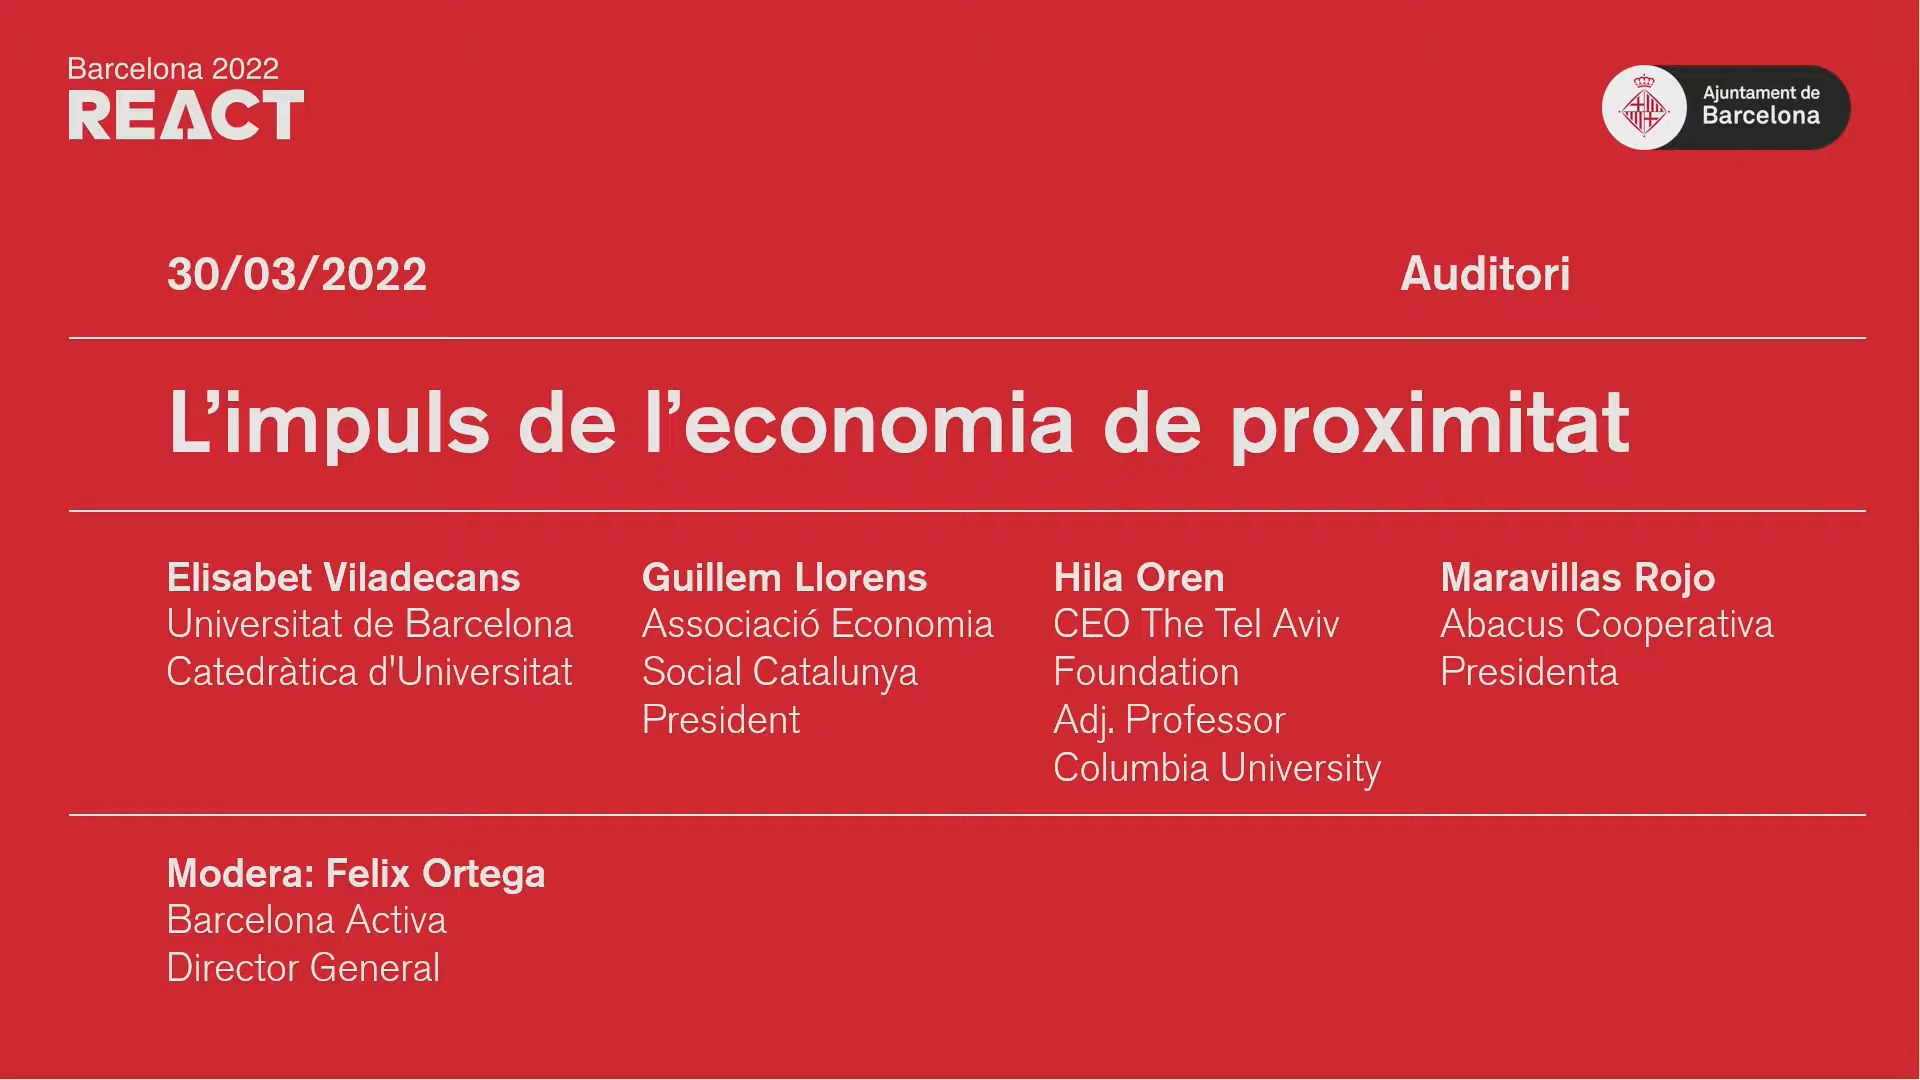 Barcelona 2022
REACT
Ajuntament de
Barcelona
30/03/2022
Auditori
L’impuls de l’economia de proximitat
Elisabet Viladecans
Universitat de Barcelona
Catedràtica d'Universitat
Guillem Llorens
Associació Economia
Social Catalunya
President
Hila Oren
CEO The Tel Aviv
Foundation
Adj. Professor
Columbia University
Maravillas Rojo
Abacus Cooperativa
Presidenta
Modera: Felix Ortega
Barcelona Activa
Director General